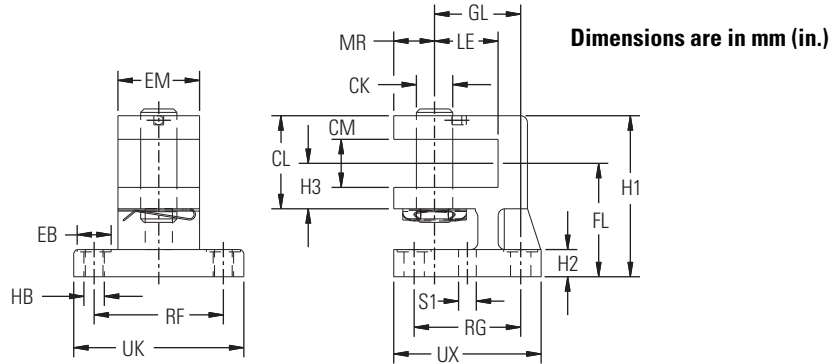 GL
MR
LE
Dimensions are in mm (in.)
EM
CK
CM
CL
H3
H1
FL
EB
H2
HB
RF
S1
RG
UK
UX